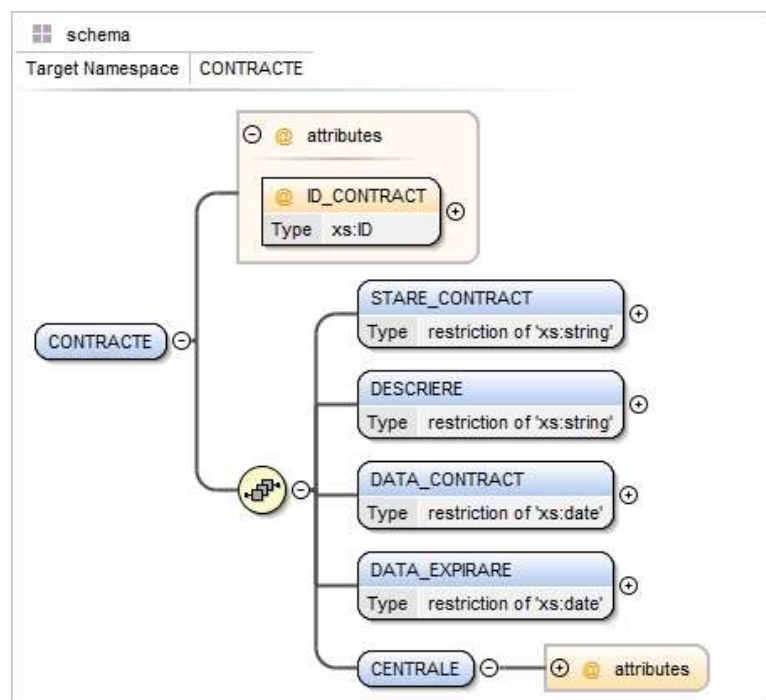 schema
Target Namespace CONTRACTE
@ attributes
@ ID_CONTRACT
Type xs:ID
CONTRACTE
STARE_CONTRACT
Type restriction of 'xs:string'
DESCRIERE
Type restriction of 'xs:string'
DATA_CONTRACT
Type restriction of 'xs:date'
DATA_EXPIRARE
Type restriction of 'xs:date'
CENTRALE
@ attributes